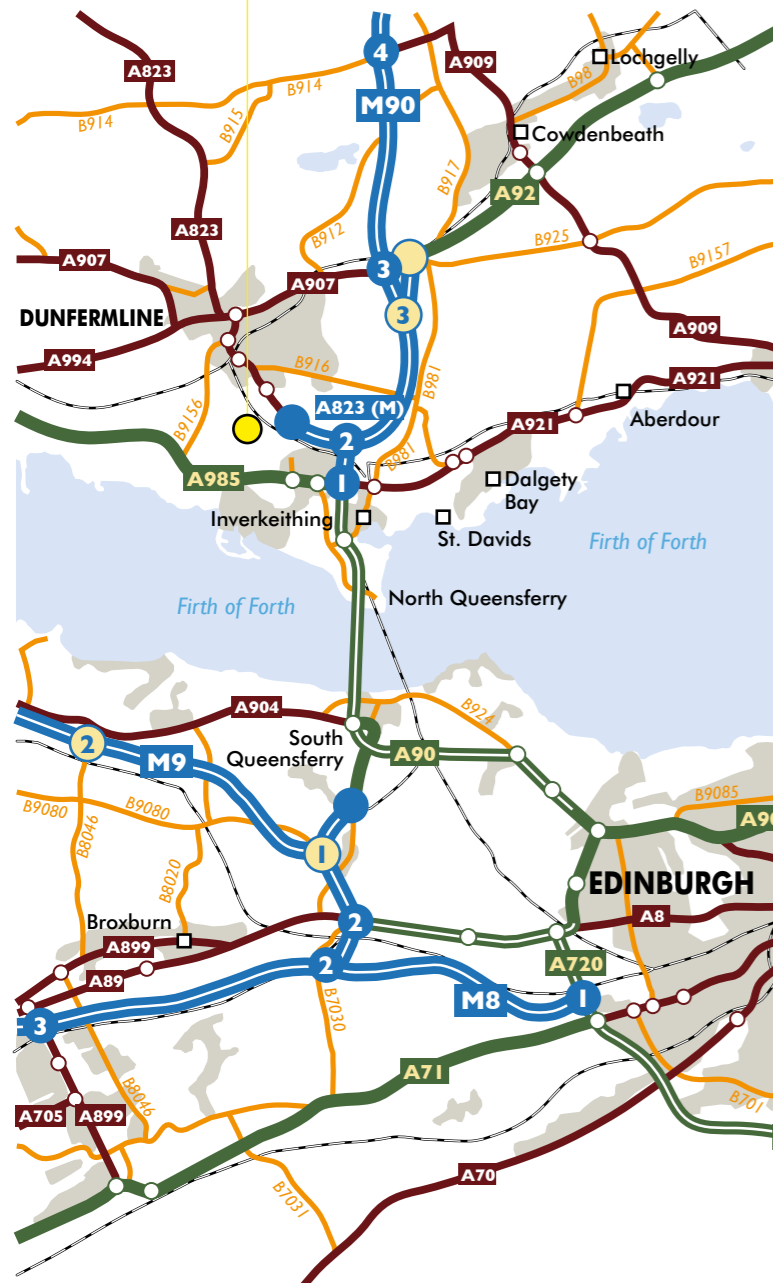 4
A823
A909
Lochgelly
B98
B914
M90
B914
B915
Cowdenbeath
B917
A92
A823
B912
B925
B9157
A907
3
A907
3
DUNFERMLINE
A909
A994
B916
B981
A921
A823 (M)
Aberdour
B9156
A921
2
B981
A985
1
Dalgety
Bay
Inverkeithing
St. Davids
Firth of Forth
Firth of Forth
North Queensferry
A904
B924
South
Queensferry
2
M9
A90
B9080
B9080
B9085
A90
B8046
1
B8020
EDINBURGH
Broxburn
2
A8
A899
A89
2
A720
M8
1
3
B7030
A71
B8046
A705
A899
B701
A70
B7031